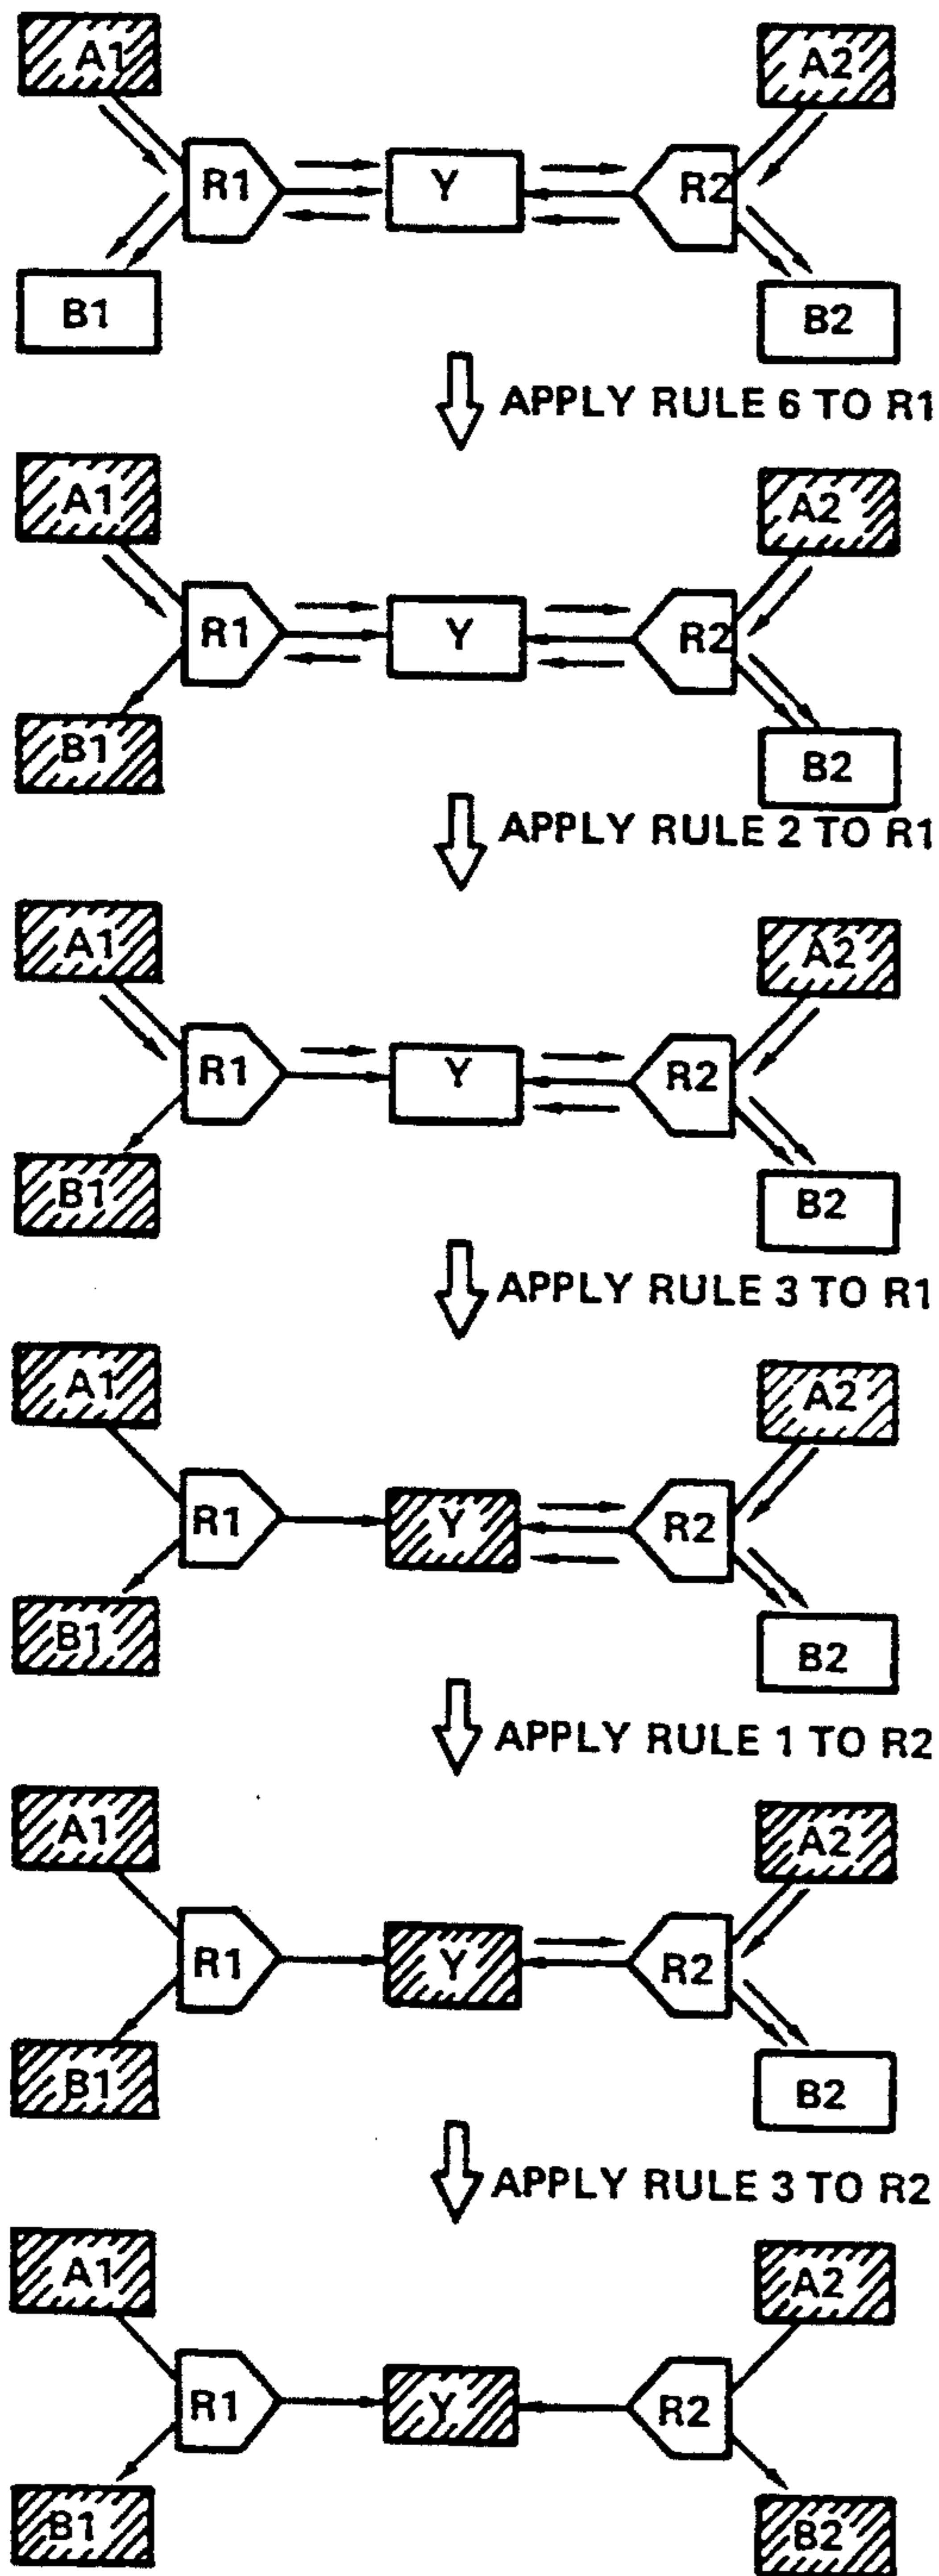 A1 A2
R1 Y R2
B1 B2
APPLY RULE 6 TO R1
A1 A2
R1 Y R2
B1 B2
APPLY RULE 2 TO R1
A1 A2
R1 Y R2
B1 B2
APPLY RULE 3 TO R1
A1 A2
R1 Y R2
B1 B2
APPLY RULE 1 TO R2
A1 A2
R1 Y R2
B1 B2
APPLY RULE 3 TO R2
A1 A2
R1 Y R2
B1 B2